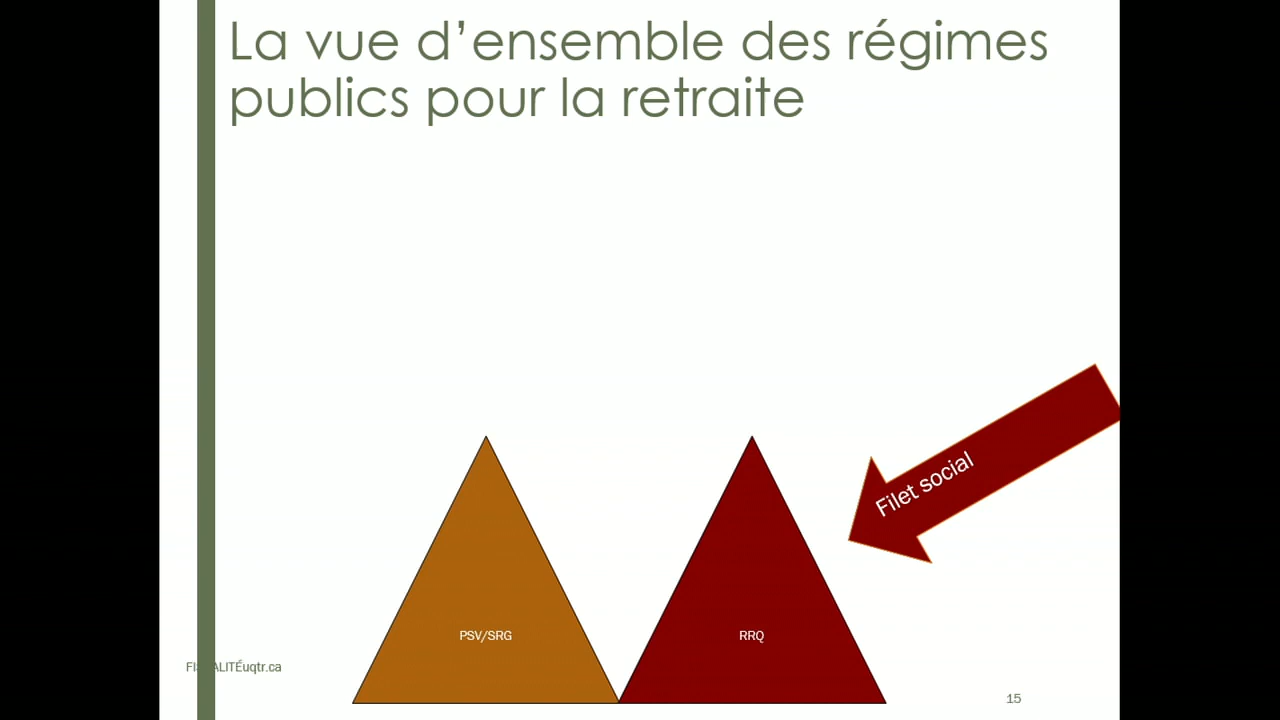 La vue d’ensemble des régimes
publics pour la retraite
Filet social
PSV/SRG
RRQ
FISCALITÉuqtr.ca
15